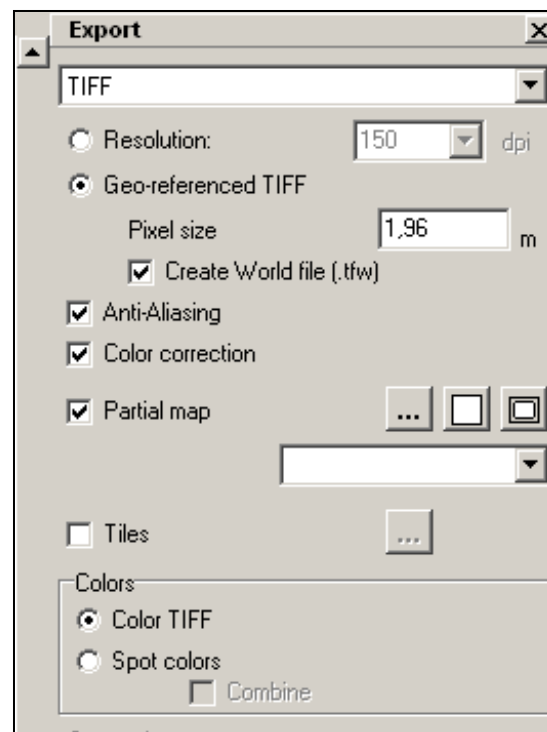 Export
TIFF
Resolution: 150 dpi
Geo-referenced TIFF
Pixel size 1,96 m
Create World file (.tfw)
Anti-Aliasing
Color correction
Partial map ...
Tiles ...
Colors
Color TIFF
Spot colors
Combine